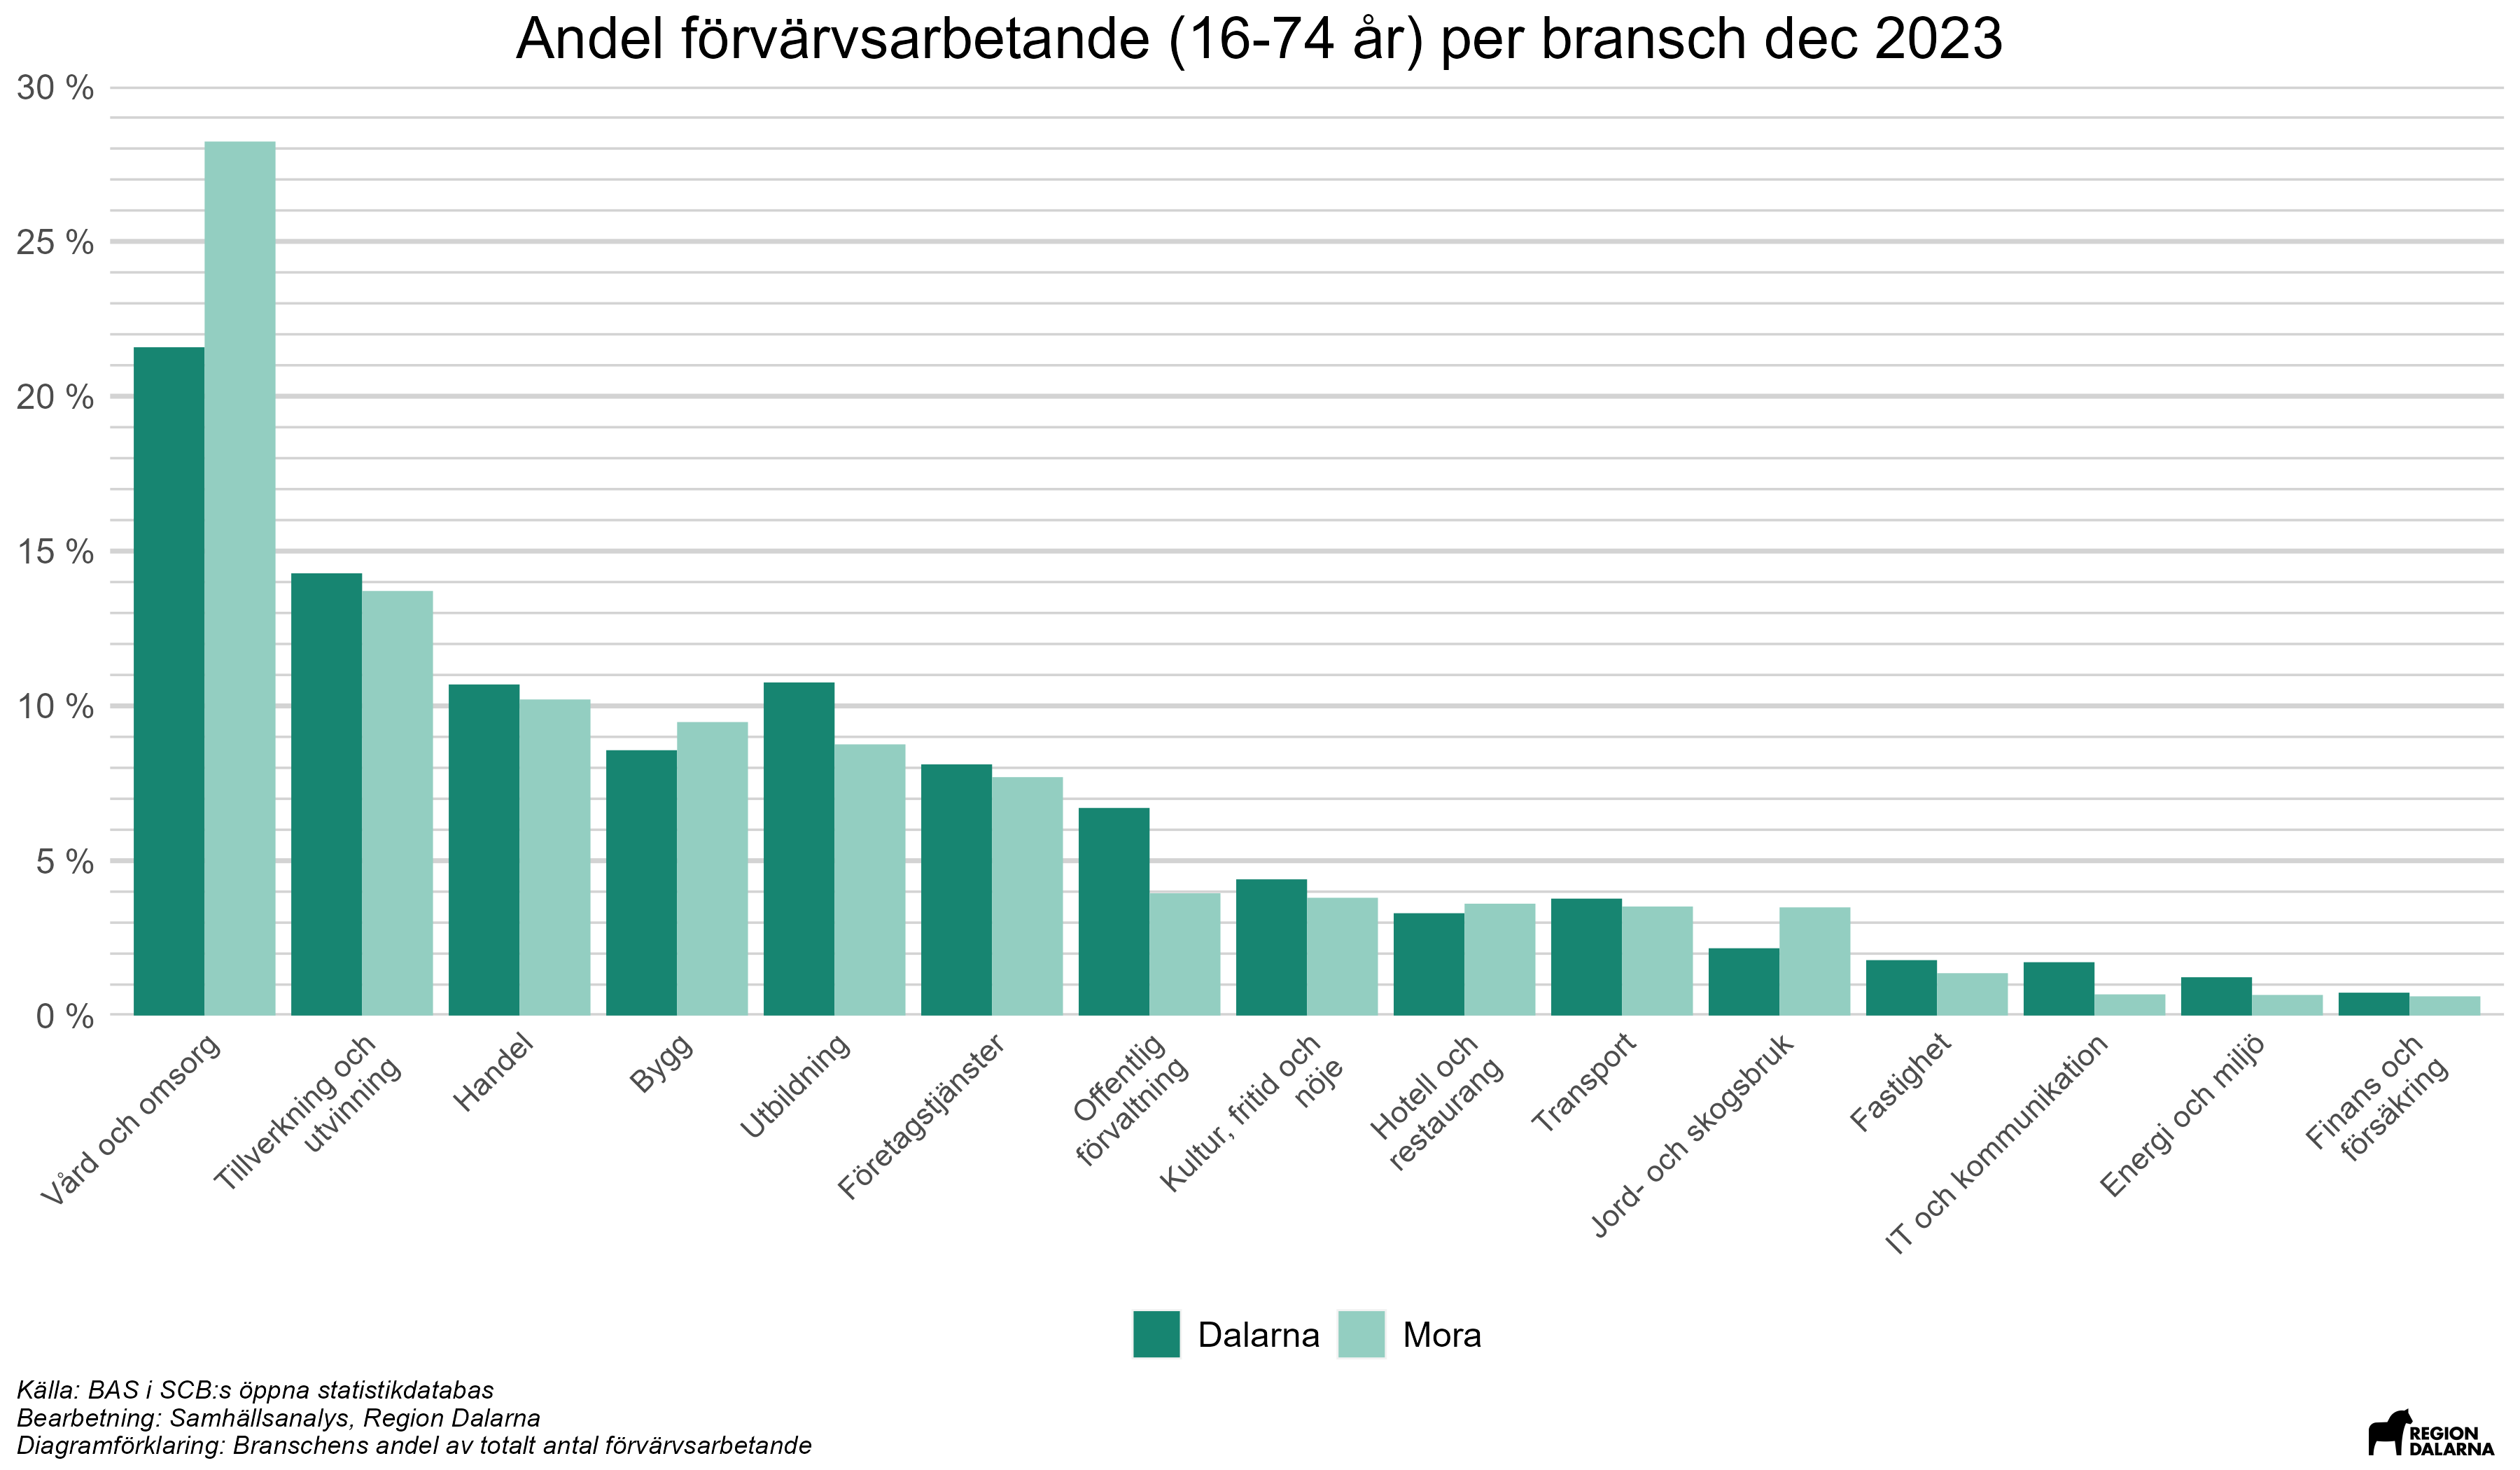 Andel förvärvsarbetande (16-74 år) per bransch dec 2023
30 %
25 %
20 %
15 %
10 %
5 %
0 %
Vård och omsorg
Tillverkning och
utvinning
Handel
Bygg
Utbildning
Företagstjänster
Offentlig
förvaltning
Kultur, fritid och
nöje
Hotell och
restaurang
Transport
Jord- och skogsbruk
Fastighet
IT och kommunikation
Energi och miljö
Finans och
försäkring
Dalarna
Mora
Källa: BAS i SCB:s öppna statistikdatabas
Bearbetning: Samhällsanalys, Region Dalarna
Diagramförklaring: Branschens andel av totalt antal förvärvsarbetande
REGION
DALARNA